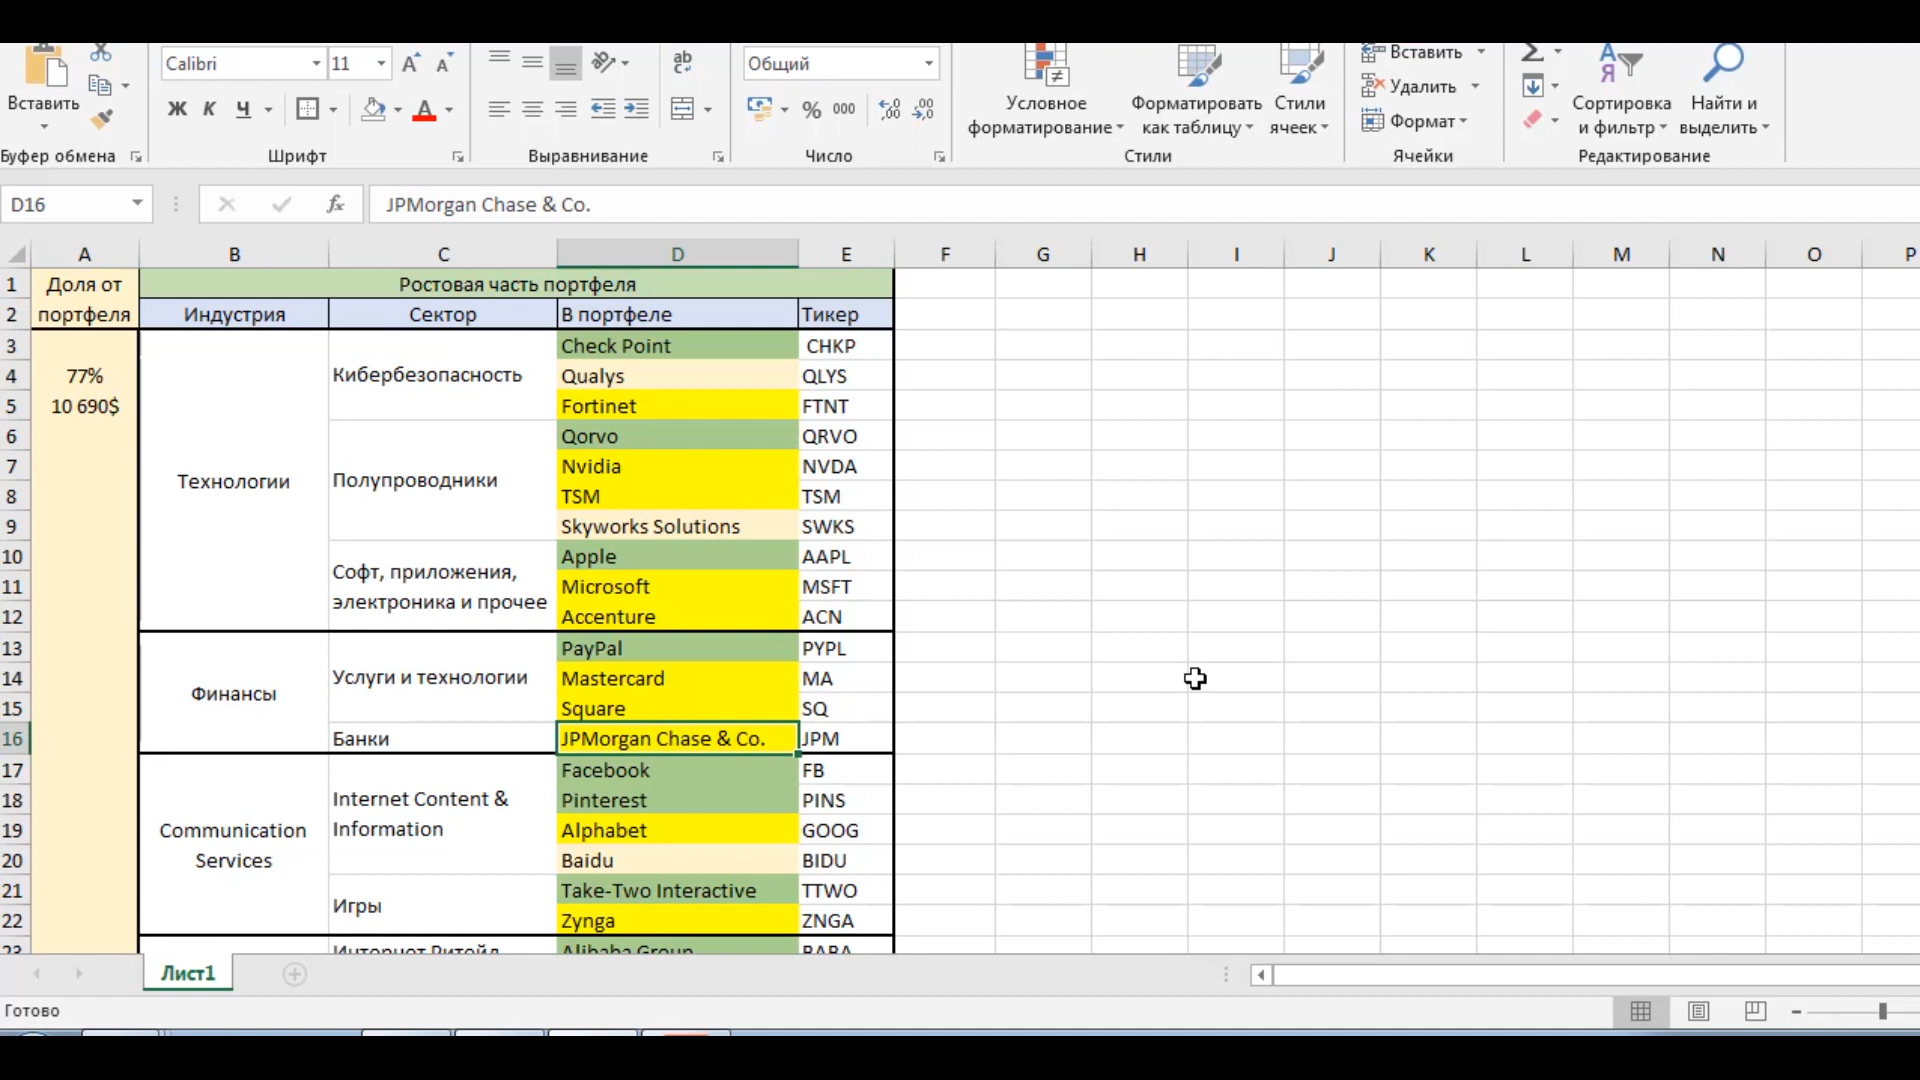 Вставить
Calibri
11
Ж К Ч
Общий
% 000
Условное форматирование
Форматировать как таблицу
Стили ячеек
Вставить
Удалить
Формат
Сортировка и фильтр
Найти и выделить
Буфер обмена
Шрифт
Выравнивание
Число
Стили
Ячейки
Редактирование
D16
fx
JPMorgan Chase & Co.
A B C D E F G H I J K L M N O P
1 Доля от Ростовая часть портфеля
2 портфеля Индустрия Сектор В портфеле Тикер
3 Check Point CHKP
4 77% Кибербезопасность Qualys QLYS
5 10 690$ Fortinet FTNT
6 Qorvo QRVO
7 Nvidia NVDA
Технологии Полупроводники
8 TSM TSM
9 Skyworks Solutions SWKS
10 Apple AAPL
Софт, приложения,
11 Microsoft MSFT
электроника и прочее
12 Accenture ACN
13 PayPal PYPL
14 Услуги и технологии Mastercard MA
Финансы
15 Square SQ
16 Банки JPMorgan Chase & Co. JPM
17 Facebook FB
18 Internet Content & Pinterest PINS
19 Communication Information Alphabet GOOG
20 Services Baidu BIDU
21 Take-Two Interactive TTWO
Игры
22 Zynga ZNGA
23 Интернет Ритейл Alibaba Group BABA
Лист1
Готово